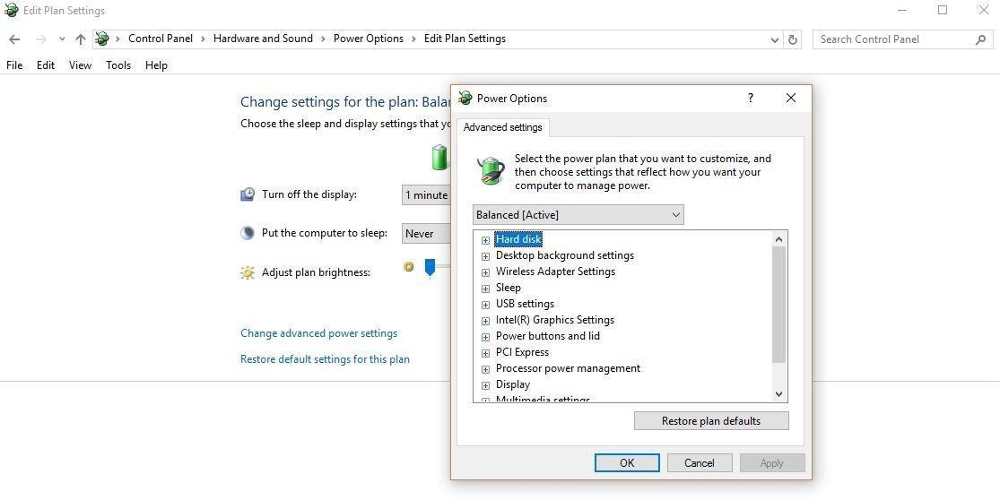 Edit Plan Settings
Control Panel > Hardware and Sound > Power Options > Edit Plan Settings
Search Control Panel
File Edit View Tools Help
Change settings for the plan: Bala
Choose the sleep and display settings that yo
Turn off the display: 1 minute
Put the computer to sleep: Never
Adjust plan brightness:
Change advanced power settings
Restore default settings for this plan
Power Options
Advanced settings
Select the power plan that you want to customize, and
then choose settings that reflect how you want your
computer to manage power.
Balanced [Active]
Hard disk
Desktop background settings
Wireless Adapter Settings
Sleep
USB settings
Intel(R) Graphics Settings
Power buttons and lid
PCI Express
Processor power management
Display
Multimedia settings
Restore plan defaults
OK Cancel Apply